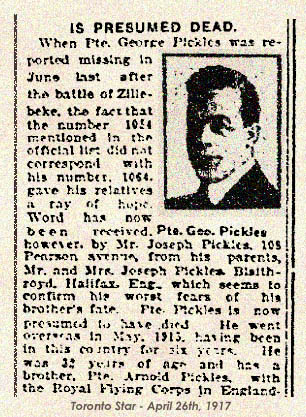 IS PRESUMED DEAD.
When Pte. George Pickles was re-
ported missing in
June last after
the battle of Zille-
beke, the fact that
the number 1054
mentioned in the
official list did not
correspond with
his number, 1064,
gave his relatives
a ray of hope.
Word has now
been received,
Pte. Geo. Pickles
however, by Mr. Joseph Pickles, 108
Pearson avenue, from his parents,
Mr. and Mrs. Joseph Pickles, Blaith-
royd, Halifax, Eng., which seems to
confirm his worst fears of his
brother's fate. Pte. Pickles is now
presumed to have died. He went
overseas in May, 1915, having been
in this country for six years. He
was 32 years of age and has a
brother, Pte. Arnold Pickles, with
the Royal Flying Corps in England.
Toronto Star - April 26th, 1917